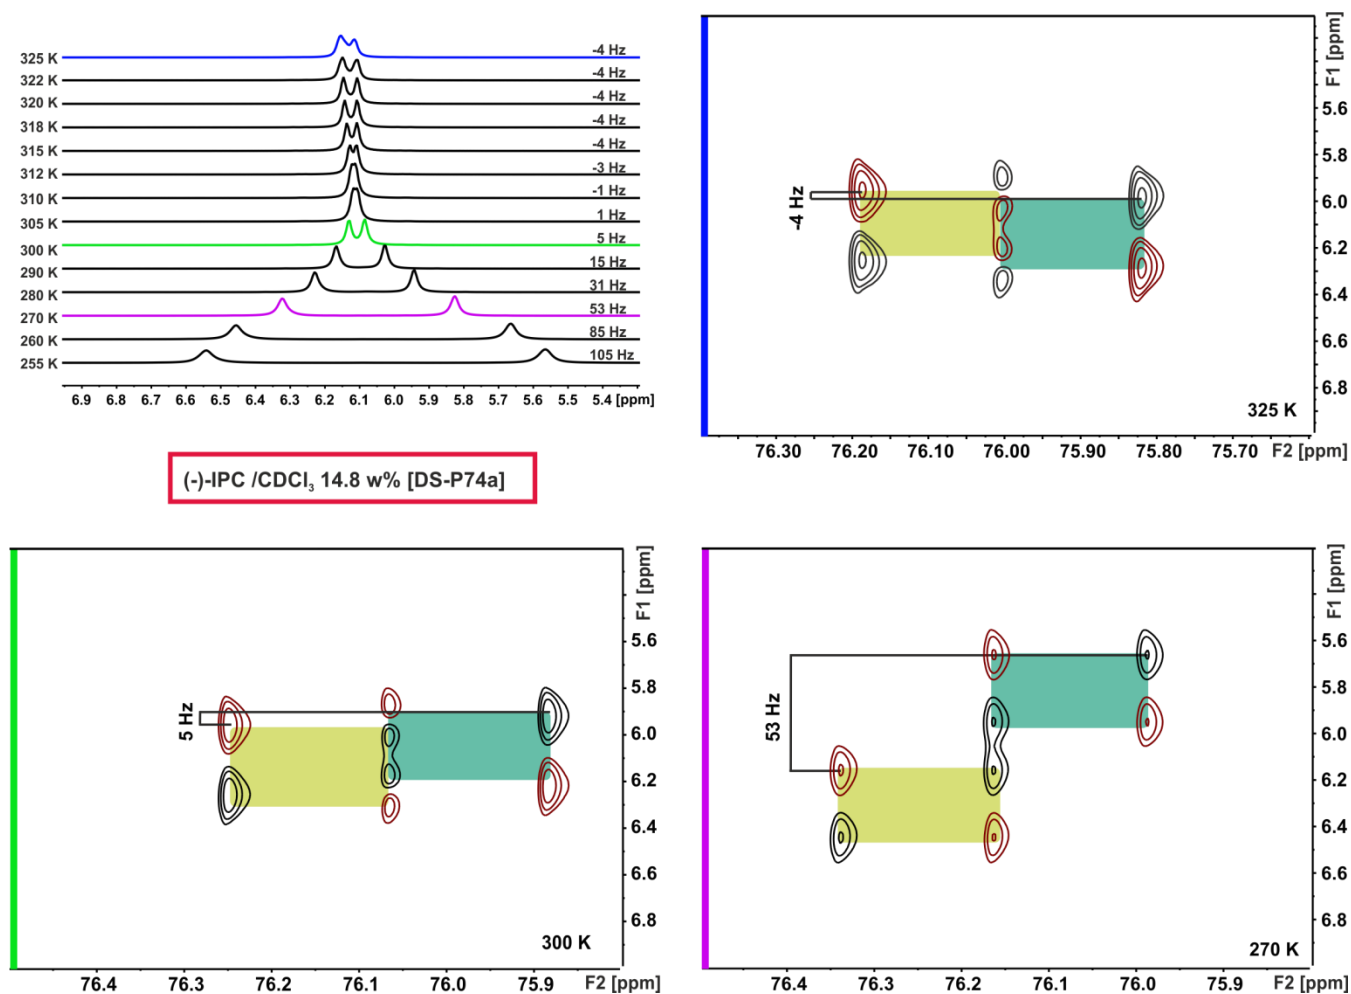 325 K -4 Hz
322 K -4 Hz
320 K -4 Hz
318 K -4 Hz
315 K -4 Hz
312 K -3 Hz
310 K -1 Hz
305 K 1 Hz
300 K 5 Hz
290 K 15 Hz
280 K 31 Hz
270 K 53 Hz
260 K 85 Hz
255 K 105 Hz
6.9 6.8 6.7 6.6 6.5 6.4 6.3 6.2 6.1 6.0 5.9 5.8 5.7 5.6 5.5 5.4 [ppm]
(-)-IPC /CDCl₃ 14.8 w% [DS-P74a]
F1 [ppm]
5.6
5.8
6.0
6.2
6.4
6.6
6.8
-4 Hz
325 K
76.30 76.20 76.10 76.00 75.90 75.80 75.70 F2 [ppm]
F1 [ppm]
5.6
5.8
6.0
6.2
6.4
6.6
6.8
5 Hz
300 K
76.4 76.3 76.2 76.1 76.0 75.9 F2 [ppm]
F1 [ppm]
5.6
5.8
6.0
6.2
6.4
6.6
6.8
53 Hz
270 K
76.4 76.3 76.2 76.1 76.0 75.9 F2 [ppm]